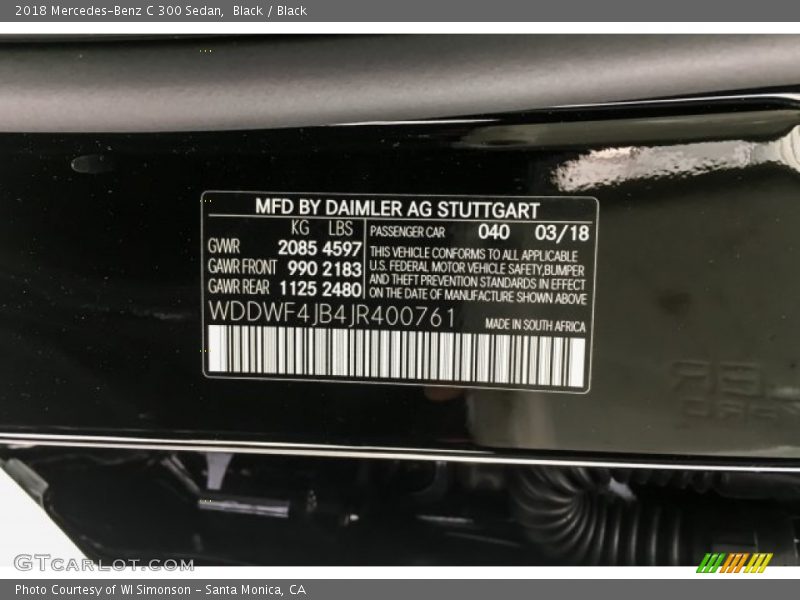 2018 Mercedes-Benz C 300 Sedan, Black / Black
MFD BY DAIMLER AG STUTTGART
KG LBS
GWR 2085 4597
GAWR FRONT 990 2183
GAWR REAR 1125 2480
PASSENGER CAR 040 03/18
THIS VEHICLE CONFORMS TO ALL APPLICABLE
U.S. FEDERAL MOTOR VEHICLE SAFETY,BUMPER
AND THEFT PREVENTION STANDARDS IN EFFECT
ON THE DATE OF MANUFACTURE SHOWN ABOVE
WDDWF4JB4JR400761
MADE IN SOUTH AFRICA
GTCARLOT.COM
Photo Courtesy of WI Simonson - Santa Monica, CA